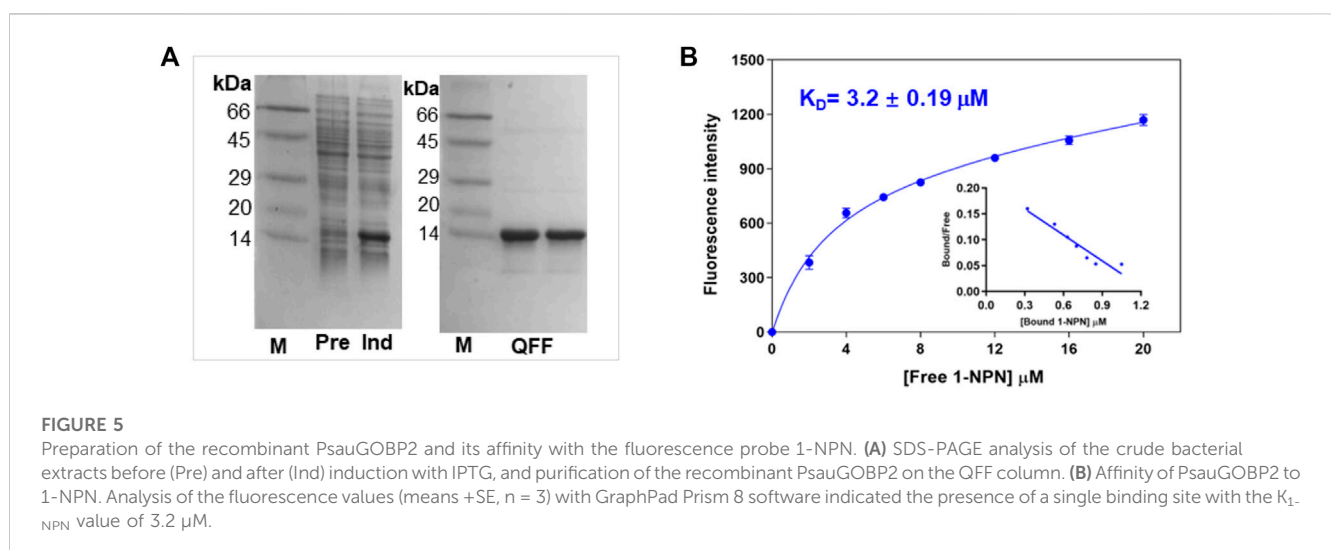 A
kDa
66
45
29
20
14
M Pre Ind
kDa
66
45
29
20
14
M QFF
B
K_D= 3.2 ± 0.19 μM
Fluorescence intensity
1500
1200
900
600
300
0
0 4 8 12 16 20
[Free 1-NPN] μM
Bound/Free
0.20
0.15
0.10
0.05
0.00
0.0 0.3 0.6 0.9 1.2
[Bound 1-NPN] μM
FIGURE 5
Preparation of the recombinant PsauGOBP2 and its affinity with the fluorescence probe 1-NPN. (A) SDS-PAGE analysis of the crude bacterial
extracts before (Pre) and after (Ind) induction with IPTG, and purification of the recombinant PsauGOBP2 on the QFF column. (B) Affinity of PsauGOBP2 to
1-NPN. Analysis of the fluorescence values (means +SE, n = 3) with GraphPad Prism 8 software indicated the presence of a single binding site with the K1-
NPN value of 3.2 μM.